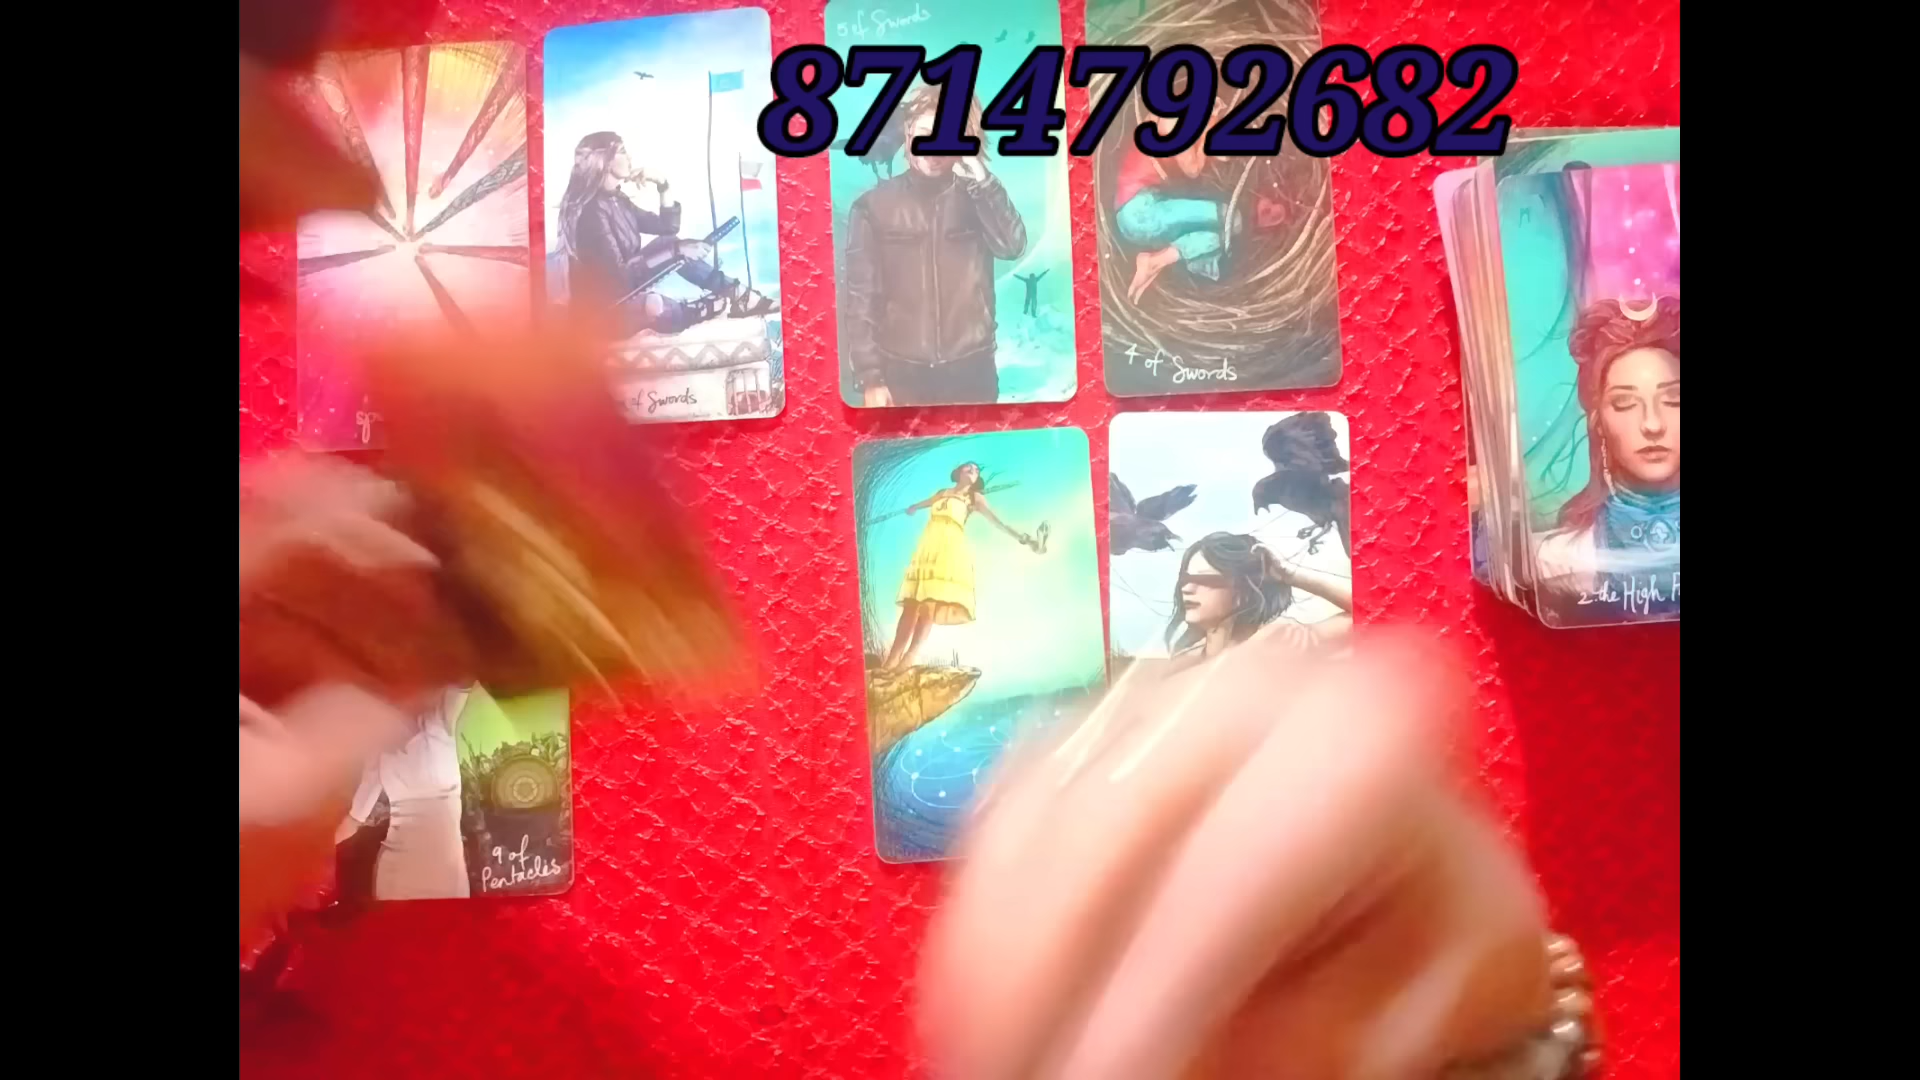 5 of Swords
8714792682
4 of Swords
of Swords
2. the High
9 of
Pentacles